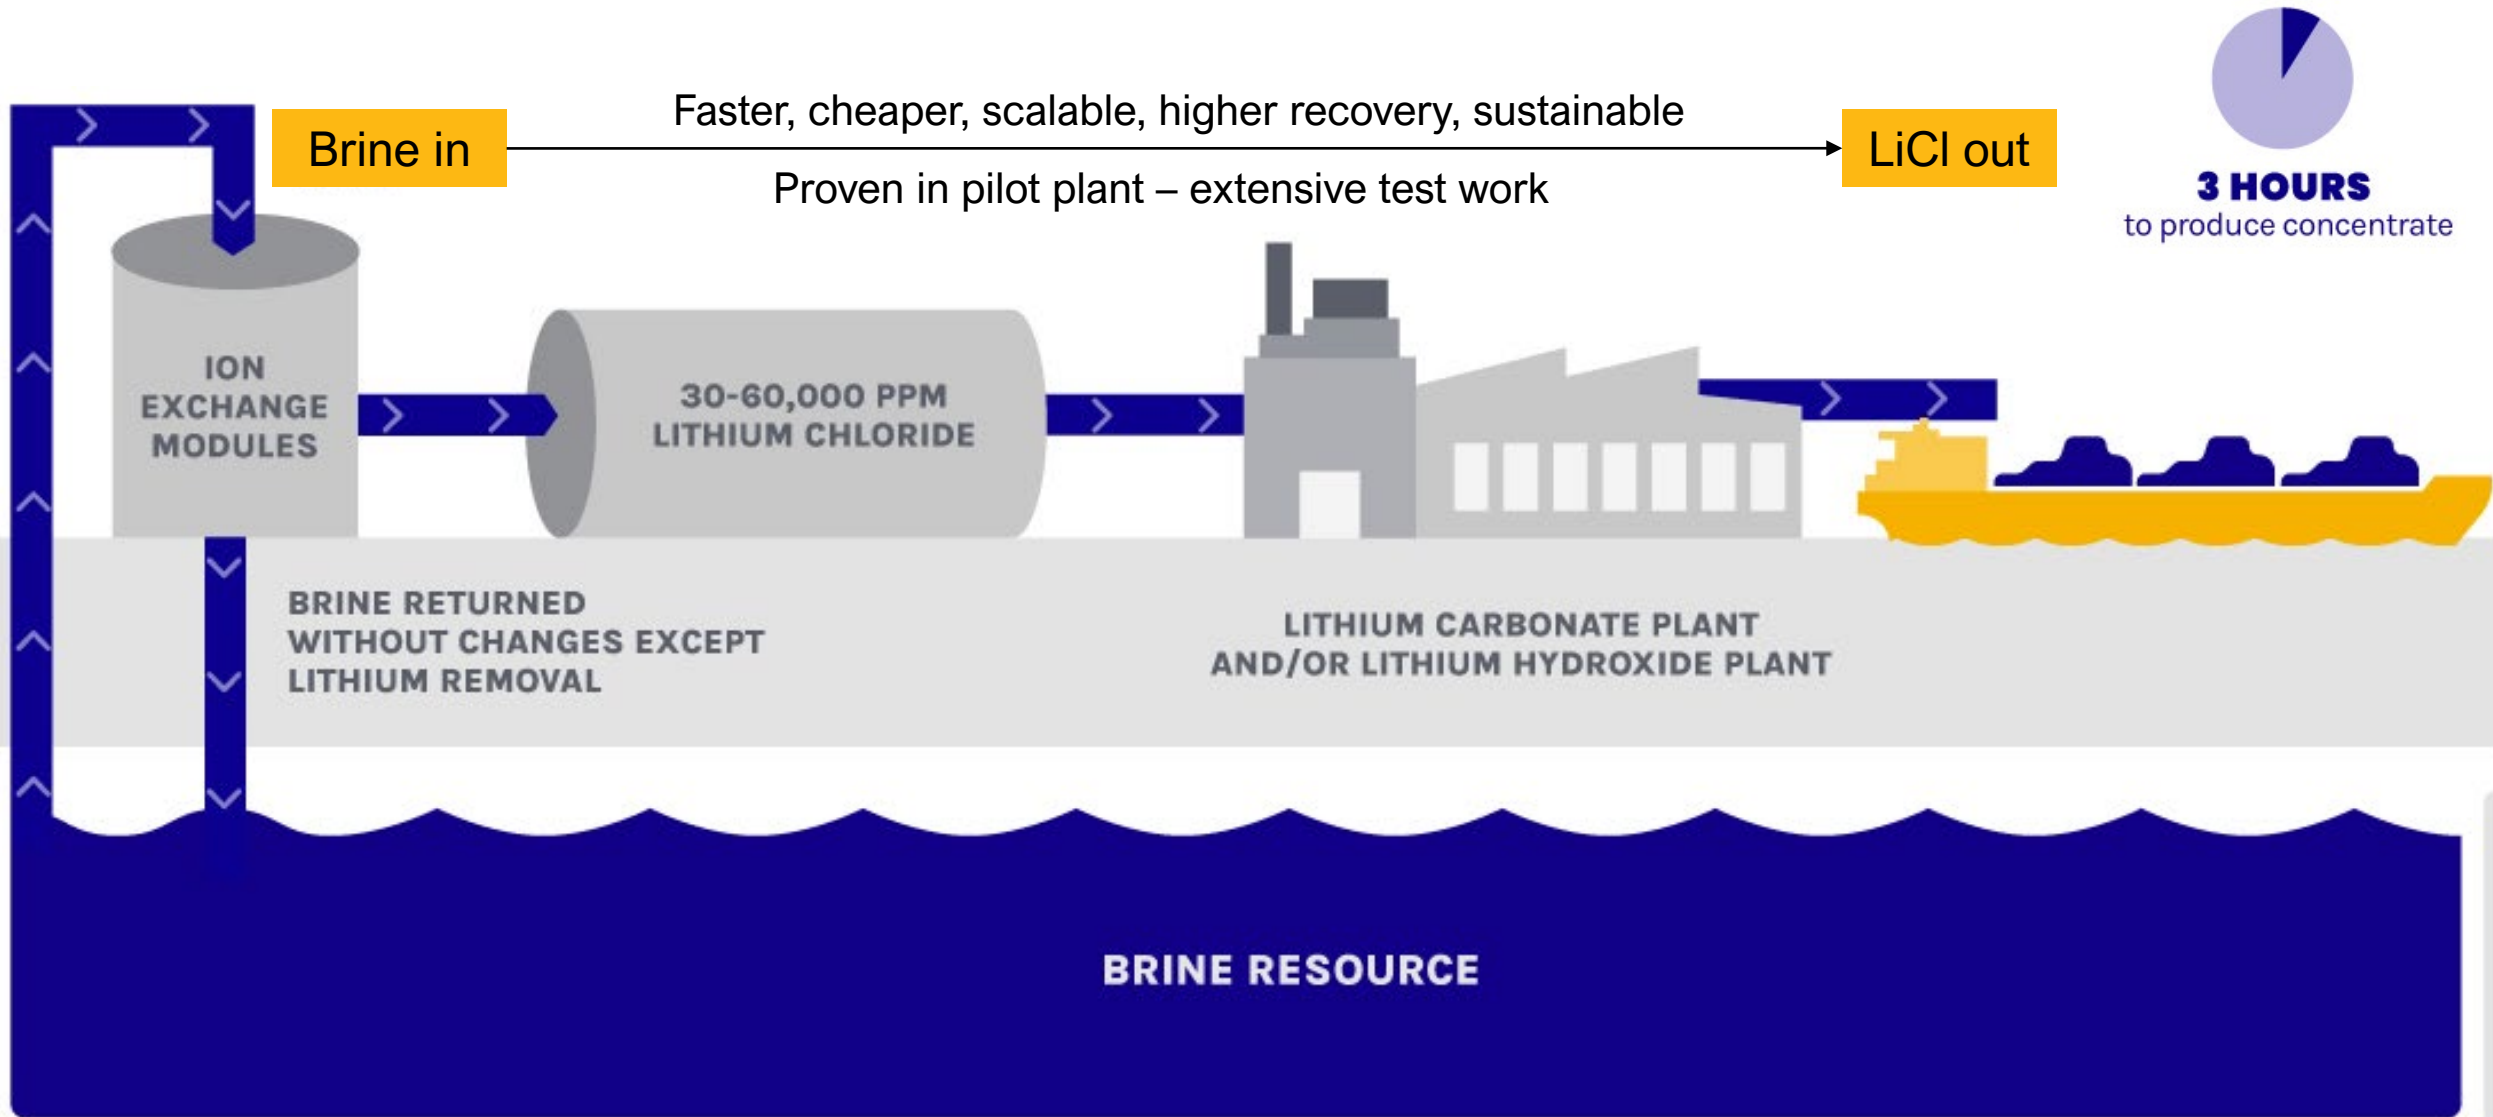 Brine in
Faster, cheaper, scalable, higher recovery, sustainable
Proven in pilot plant – extensive test work
LiCl out
3 HOURS
to produce concentrate
ION
EXCHANGE
MODULES
30-60,000 PPM
LITHIUM CHLORIDE
BRINE RETURNED
WITHOUT CHANGES EXCEPT
LITHIUM REMOVAL
LITHIUM CARBONATE PLANT
AND/OR LITHIUM HYDROXIDE PLANT
BRINE RESOURCE